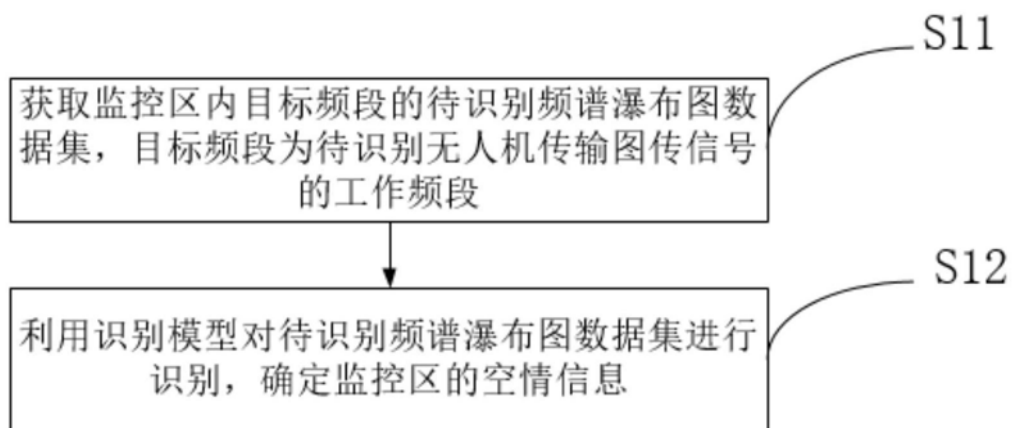 S11
获取监控区内目标频段的待识别频谱瀑布图数
据集，目标频段为待识别无人机传输图传信号
的工作频段
S12
利用识别模型对待识别频谱瀑布图数据集进行
识别，确定监控区的空情信息